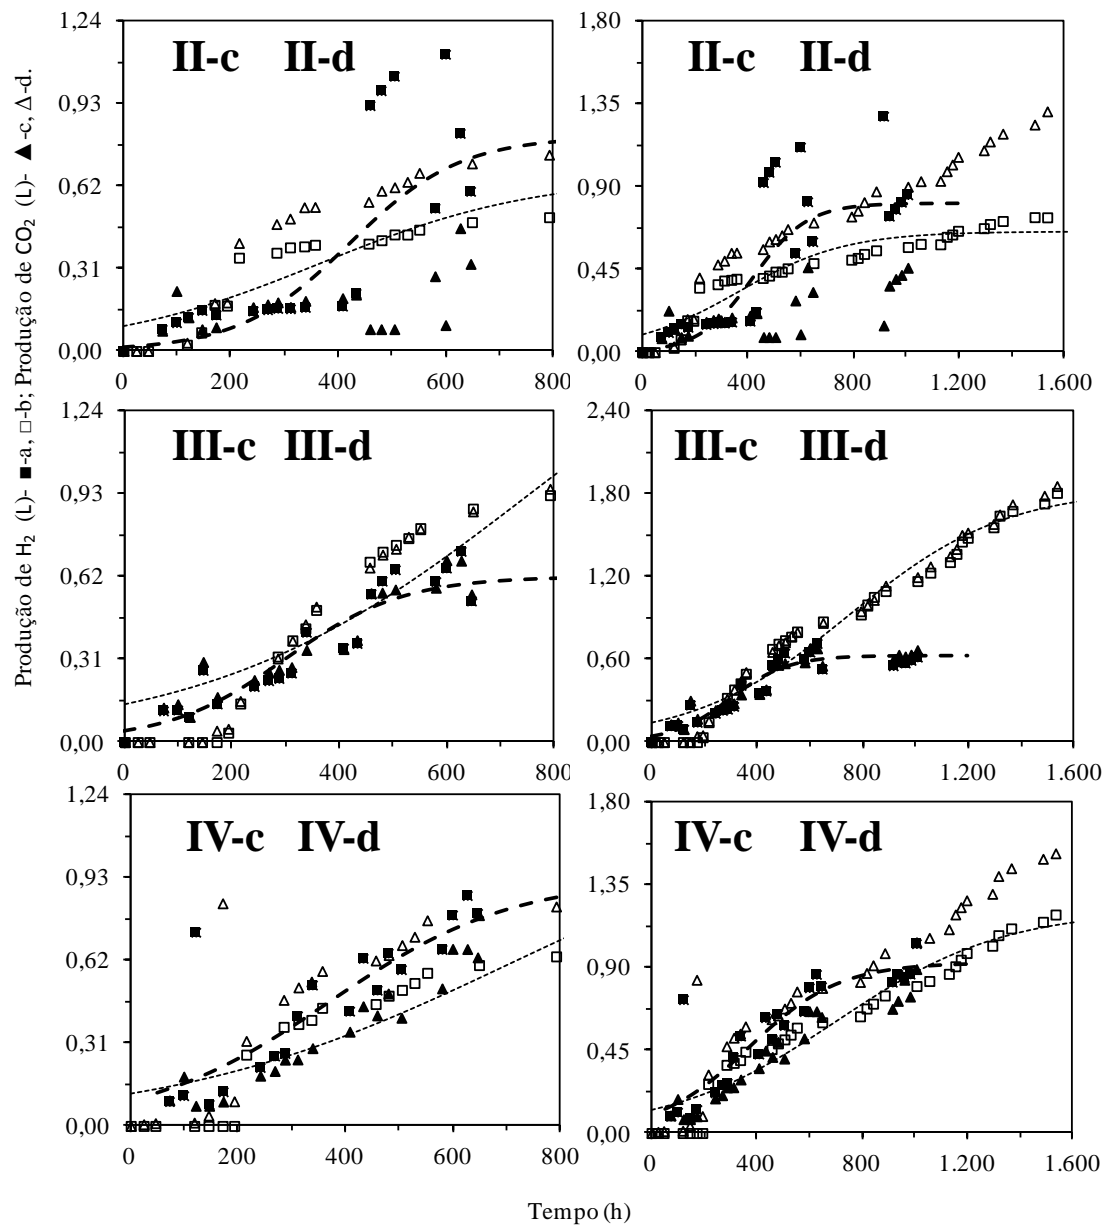 Produção de H₂ (L)- ■-a, □-b; Produção de CO₂ (L)- ▲-c, Δ-d.
II-c II-d
1,24
0,93
0,62
0,31
0,00
0 200 400 600 800
II-c II-d
1,80
1,35
0,90
0,45
0,00
0 400 800 1.200 1.600
III-c III-d
1,24
0,93
0,62
0,31
0,00
0 200 400 600 800
III-c III-d
2,40
1,80
1,20
0,60
0,00
0 400 800 1.200 1.600
IV-c IV-d
1,24
0,93
0,62
0,31
0,00
0 200 400 600 800
IV-c IV-d
1,80
1,35
0,90
0,45
0,00
0 400 800 1.200 1.600
Tempo (h)